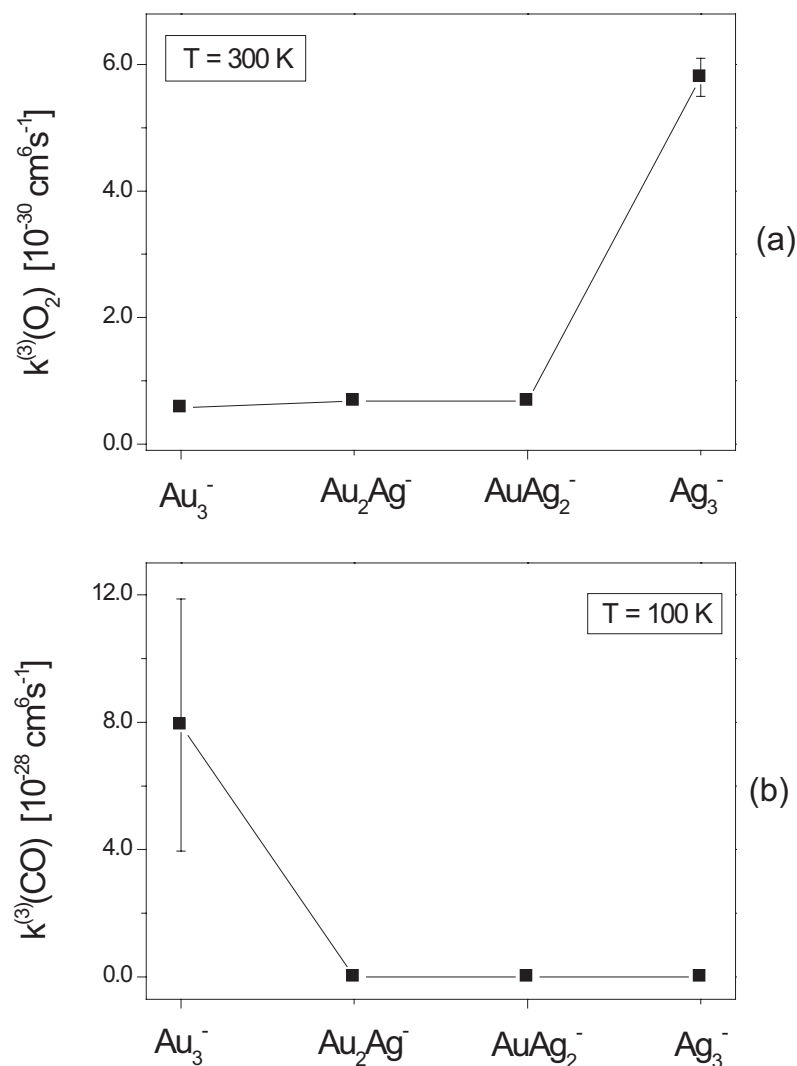 T = 300 K
6.0
4.0
2.0
0.0
k⁽³⁾(O₂) [10⁻³⁰ cm⁶s⁻¹]
(a)
Au₃⁻ Au₂Ag⁻ AuAg₂⁻ Ag₃⁻
T = 100 K
12.0
8.0
4.0
0.0
k⁽³⁾(CO) [10⁻²⁸ cm⁶s⁻¹]
(b)
Au₃⁻ Au₂Ag⁻ AuAg₂⁻ Ag₃⁻